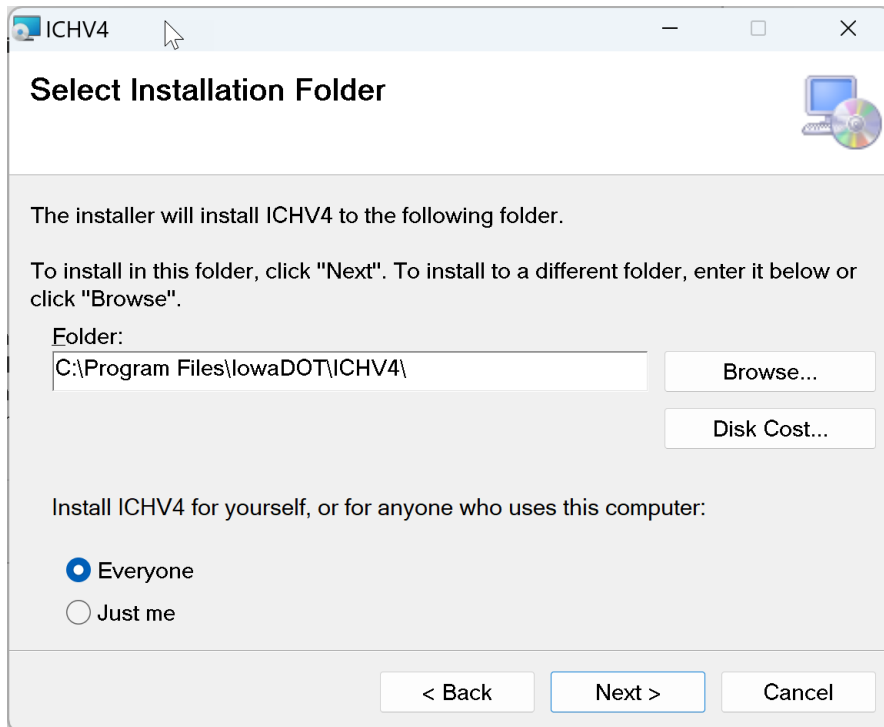 ICHV4
Select Installation Folder
The installer will install ICHV4 to the following folder.
To install in this folder, click "Next". To install to a different folder, enter it below or
click "Browse".
Folder:
C:\Program Files\IowaDOT\ICHV4\
Browse...
Disk Cost...
Install ICHV4 for yourself, or for anyone who uses this computer:
Everyone
Just me
< Back
Next >
Cancel